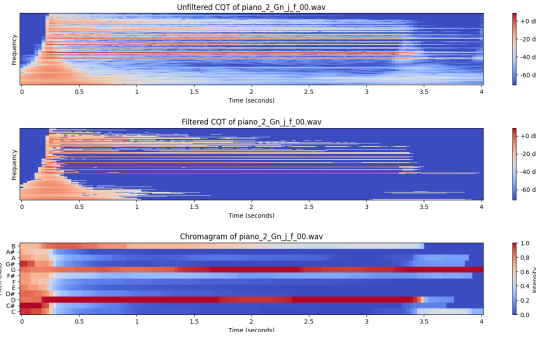 Unfiltered CQT of piano_2_Gn_j_f_00.wav
Frequency
+0 d
-20 d
-40 d
-60 d
0
0.5
1
1.5
2
2.5
3
3.5
4
Time (seconds)
Filtered CQT of piano_2_Gn_j_f_00.wav
Frequency
+0 d
-20 d
-40 d
-60 d
0
0.5
1
1.5
2
2.5
3
3.5
4
Time (seconds)
Chromagram of piano_2_Gn_j_f_00.wav
B
A#
A
G#
G
F#
F
E
D#
D
C#
C
1.0
0.8
0.6
0.4
0.2
0.0
Intensity
0
0.5
1
1.5
2
2.5
3
3.5
4
Time (seconds)